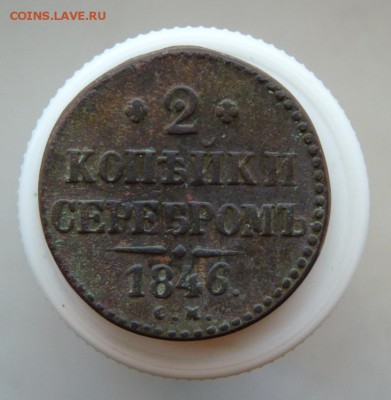 COINS.LAVE.RU
2
КОПѢЙКИ
СЕРЕБРОМЪ
1846.
С.М.